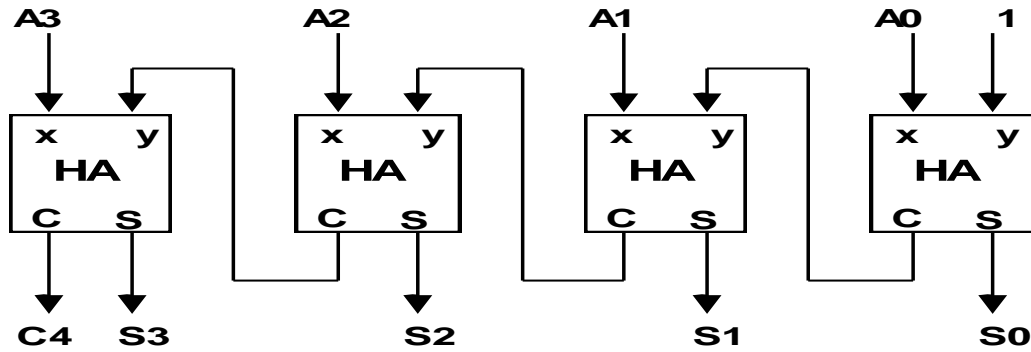 A3 A2 A1 A0 1
x y x y x y x y
HA HA HA HA
C S C S C S C S
C4 S3 S2 S1 S0